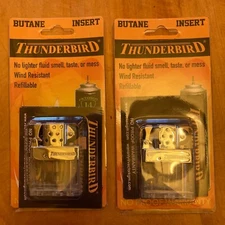 BUTANE INSERT
THUNDERBIRD
No lighter fluid smell, taste, or mess
Wind Resistant
Refillable
THUNDERBIRD
BUTANE INSERT
THUNDERBIRD
No lighter fluid smell, taste, or mess
Wind Resistant
Refillable
THUNDERBIRD